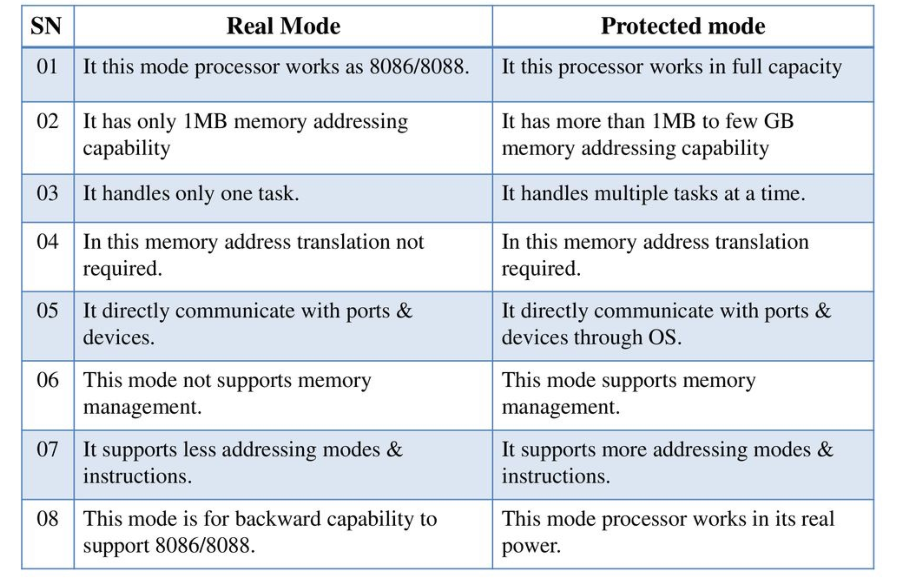 SN Real Mode Protected mode
01 It this mode processor works as 8086/8088. It this processor works in full capacity
02 It has only 1MB memory addressing It has more than 1MB to few GB
capability memory addressing capability
03 It handles only one task. It handles multiple tasks at a time.
04 In this memory address translation not In this memory address translation
required. required.
05 It directly communicate with ports & It directly communicate with ports &
devices. devices through OS.
06 This mode not supports memory This mode supports memory
management. management.
07 It supports less addressing modes & It supports more addressing modes &
instructions. instructions.
08 This mode is for backward capability to This mode processor works in its real
support 8086/8088. power.